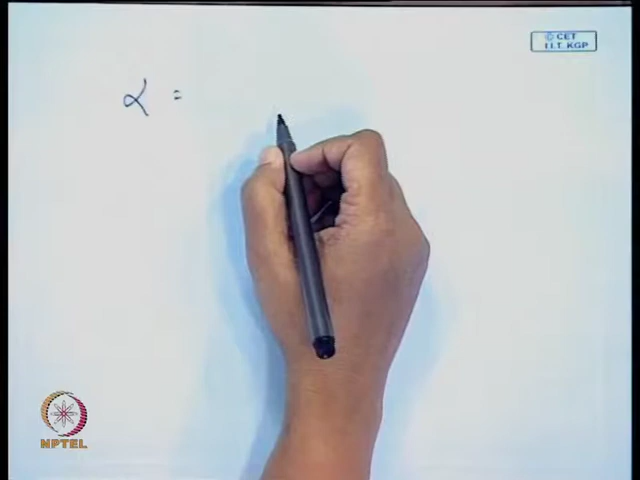 © CET
I.I.T. KGP
α =
NPTEL